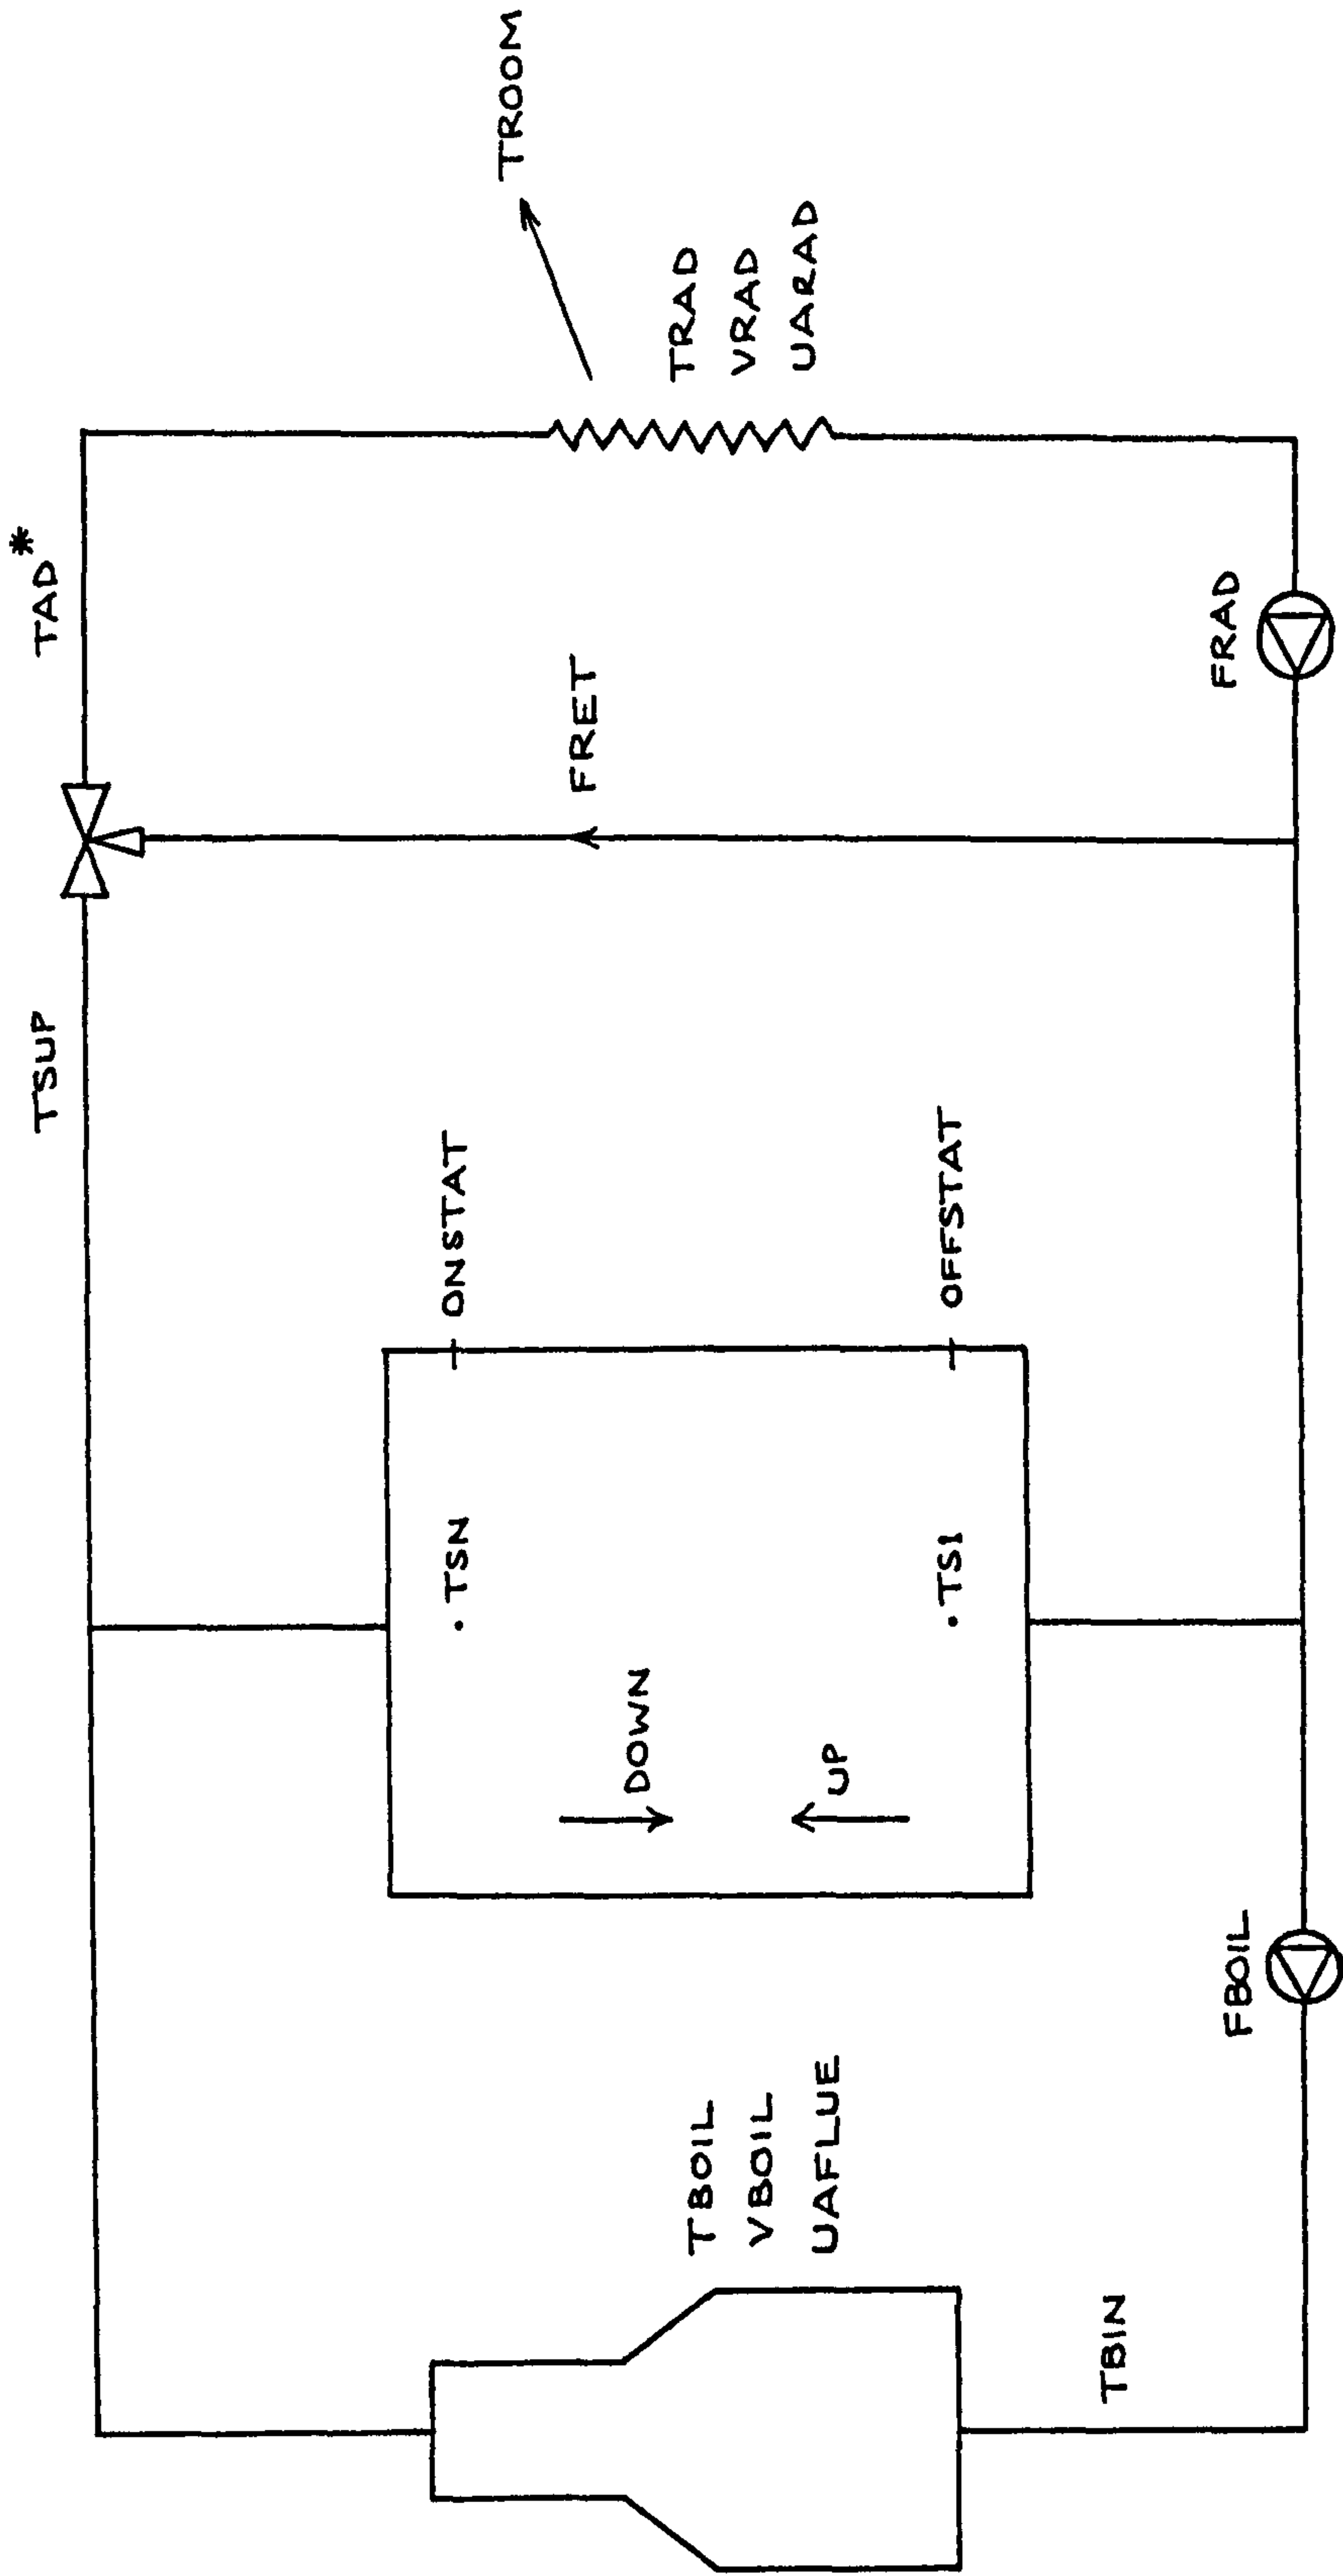 TSUP
TAD*
TROOM
TBOIL
VBOIL
UAFLUE
TBIN
FBOIL
DOWN
UP
.TSN
.TS1
ONSTAT
OFFSTAT
FRET
FRAD
TRAD
VRAD
UARAD